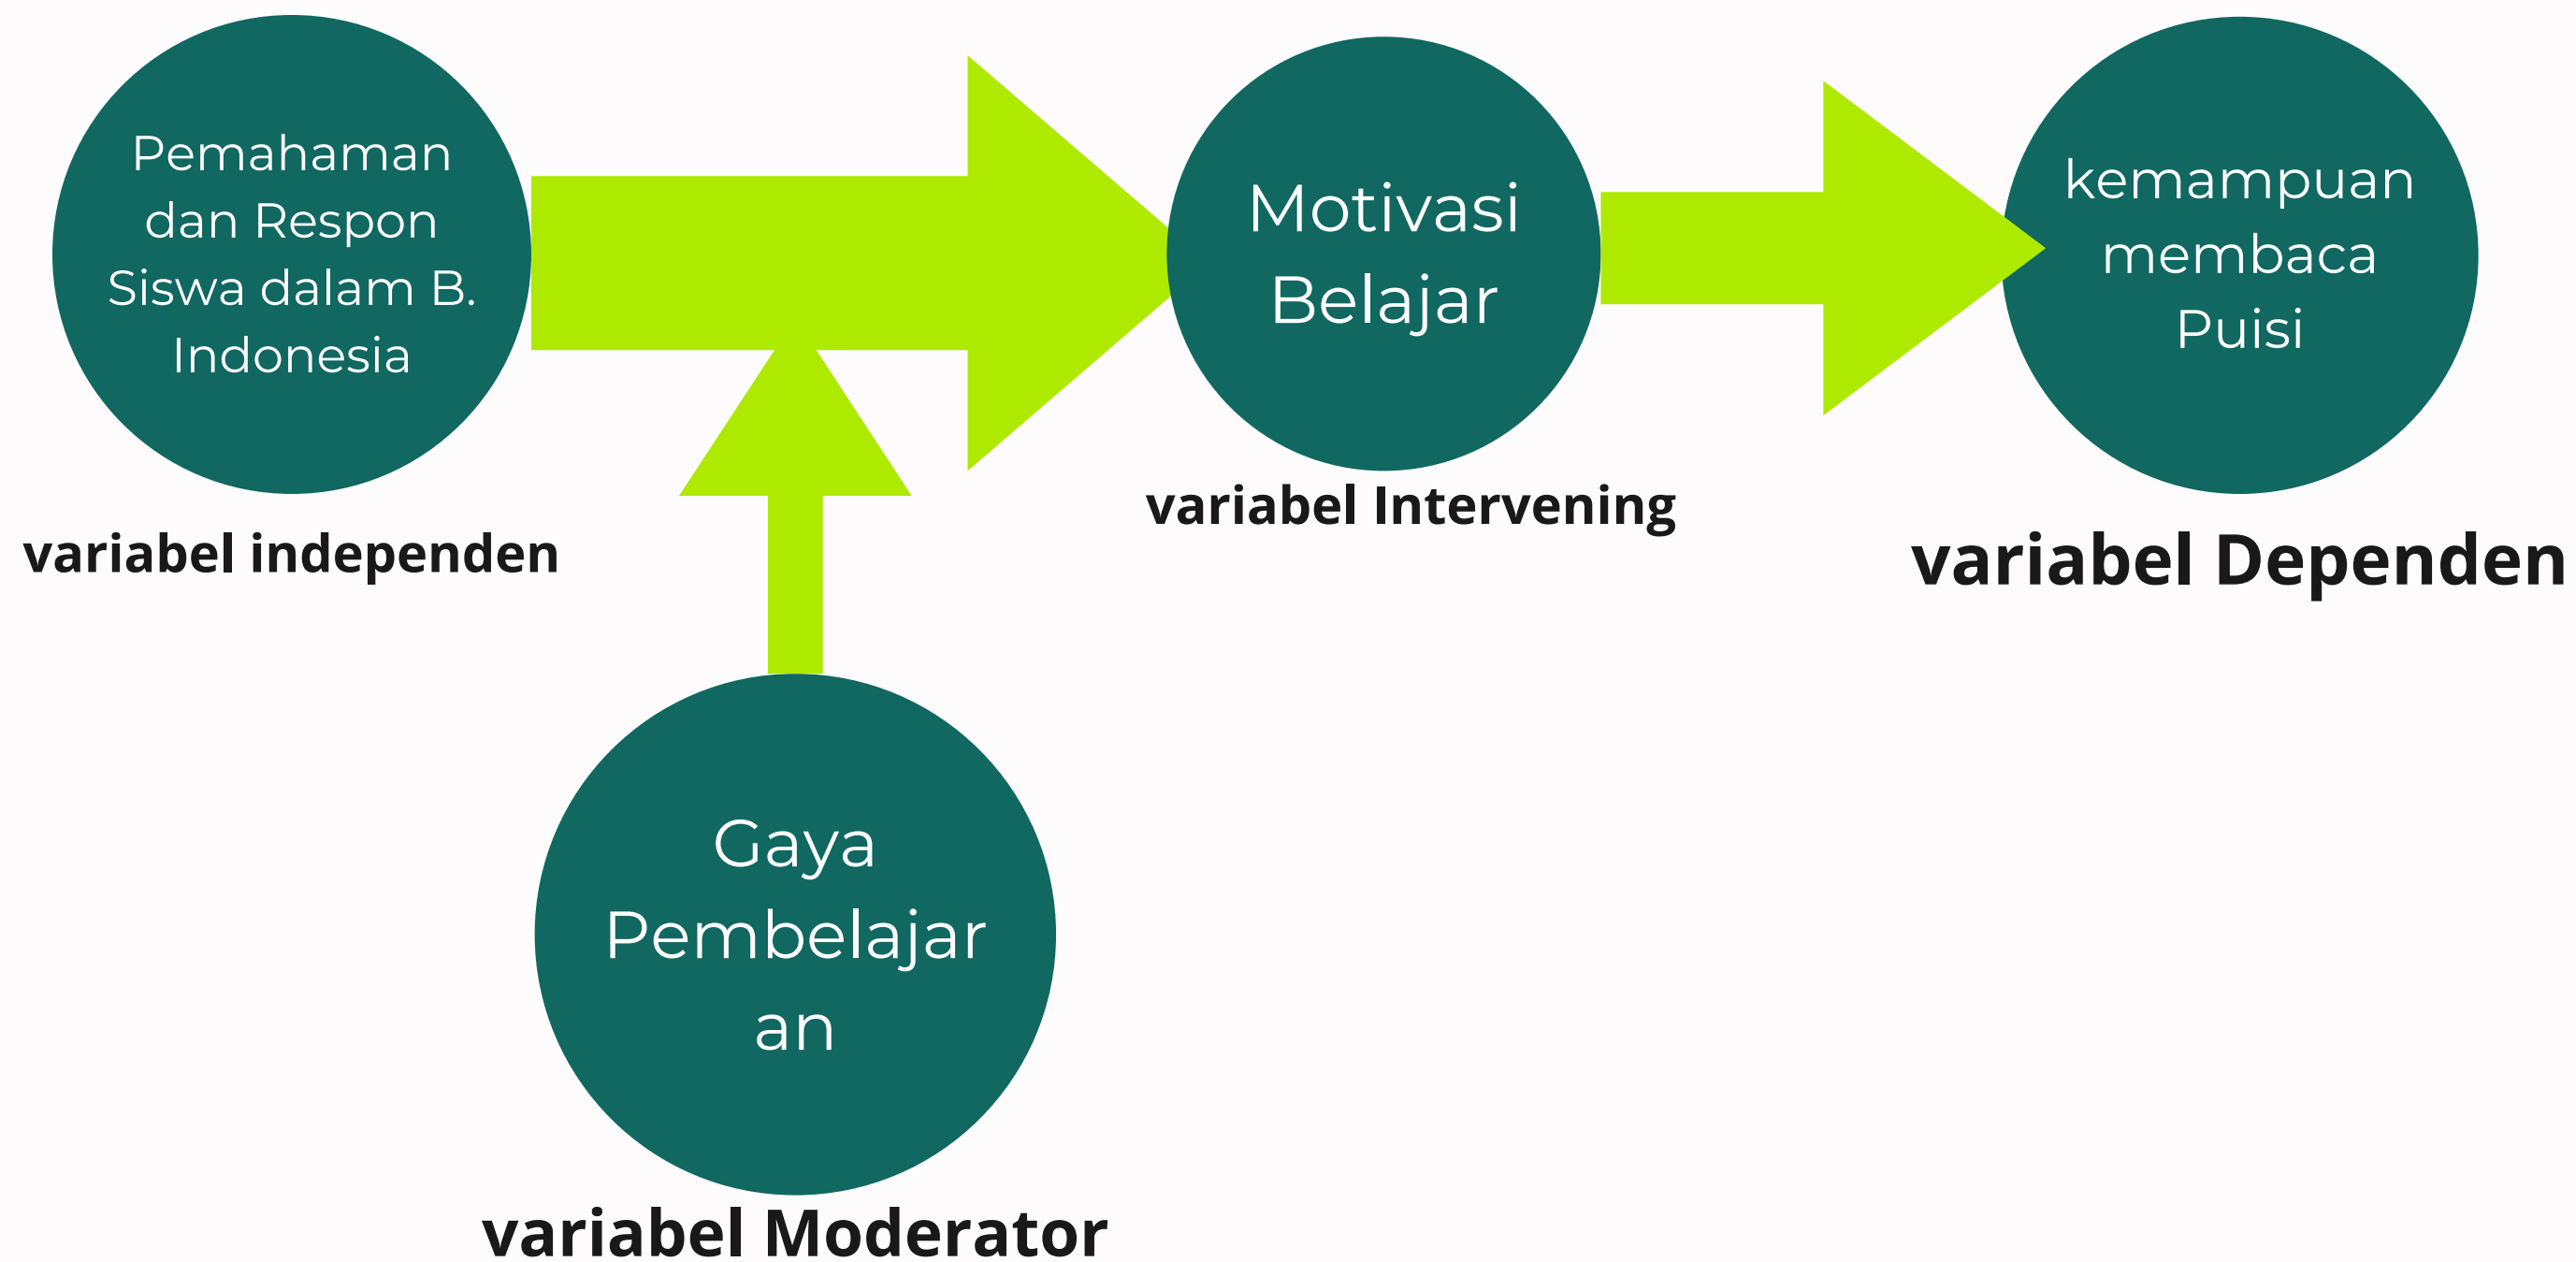 Pemahaman
dan Respon
Siswa dalam B.
Indonesia
variabel independen
Motivasi
Belajar
variabel Intervening
kemampuan
membaca
Puisi
variabel Dependen
Gaya
Pembelajar
an
variabel Moderator